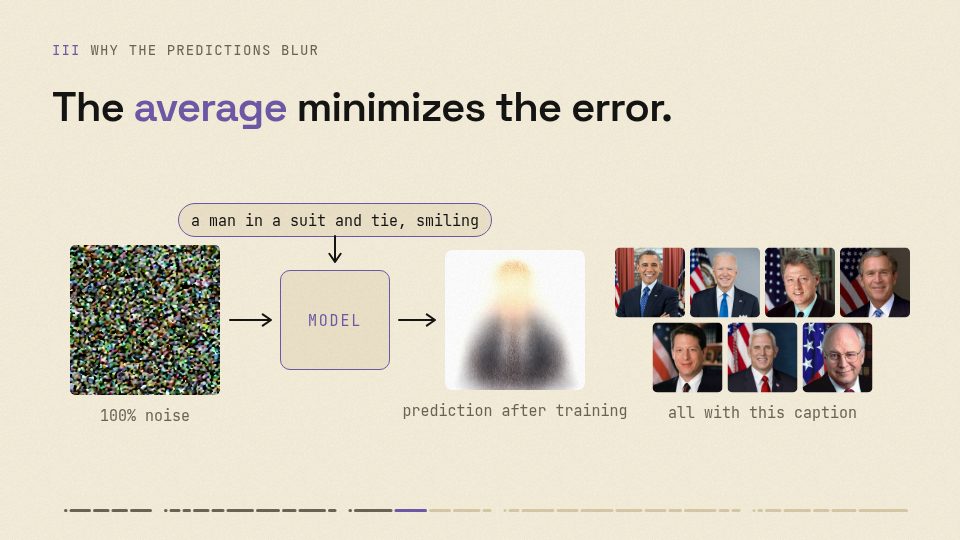 III WHY THE PREDICTIONS BLUR
The average minimizes the error.
a man in a suit and tie, smiling
MODEL
100% noise
prediction after training
all with this caption